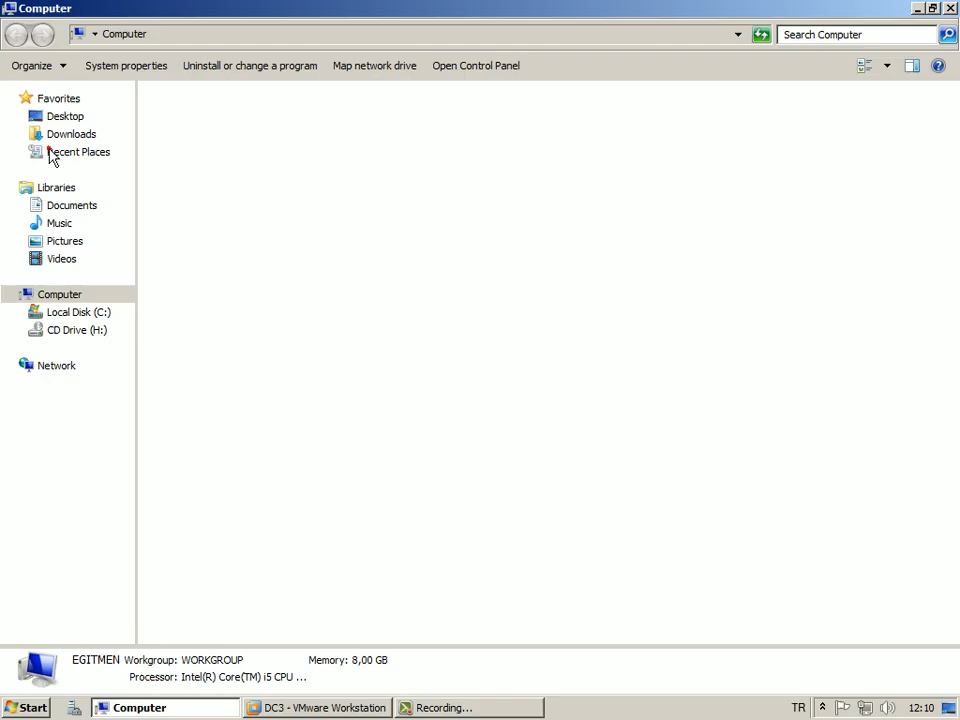 Computer
Computer
Search Computer
Organize
System properties
Uninstall or change a program
Map network drive
Open Control Panel
Favorites
Desktop
Downloads
Recent Places
Libraries
Documents
Music
Pictures
Videos
Computer
Local Disk (C:)
CD Drive (H:)
Network
EGITMEN Workgroup: WORKGROUP Memory: 8,00 GB
Processor: Intel(R) Core(TM) i5 CPU ...
Start
Computer
DC3 - VMware Workstation
Recording...
TR
12:10